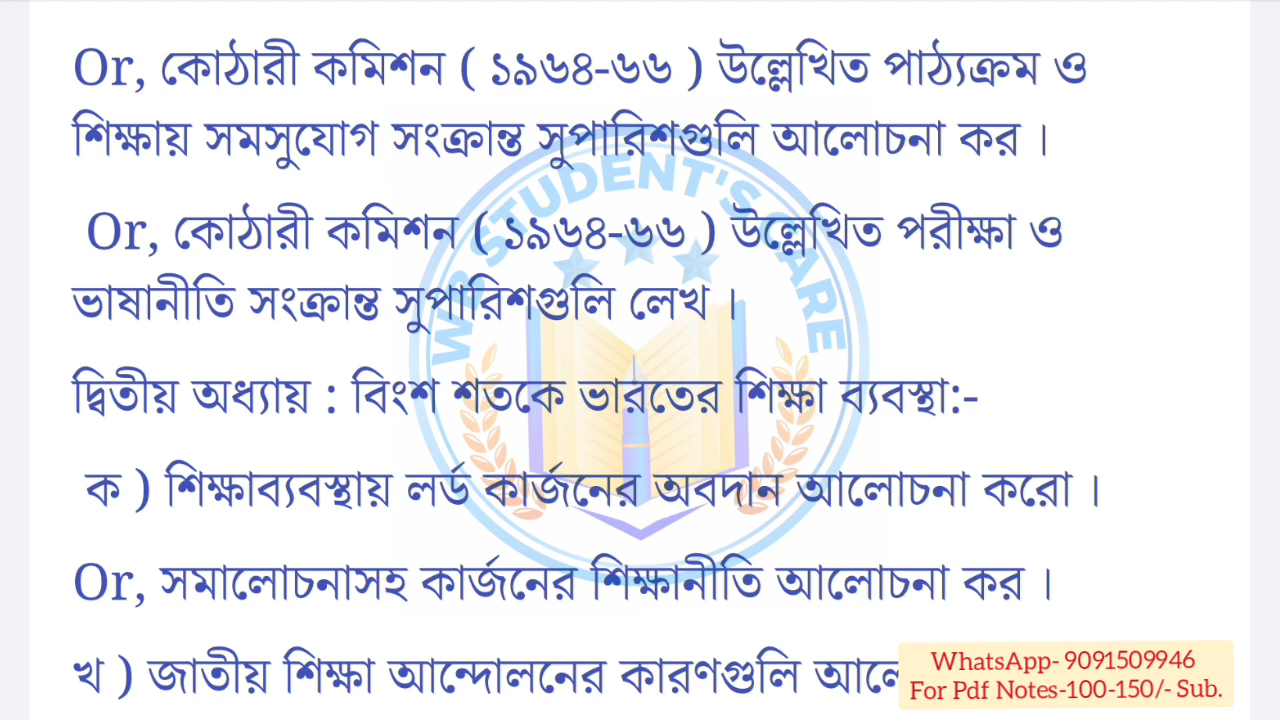 Or, কোঠারী কমিশন ( ১৯৬৪-৬৬ ) উল্লেখিত পাঠ্যক্রম ও
শিক্ষায় সমসুযোগ সংক্রান্ত সুপারিশগুলি আলোচনা কর ।
Or, কোঠারী কমিশন ( ১৯৬৪-৬৬ ) উল্লেখিত পরীক্ষা ও
ভাষানীতি সংক্রান্ত সুপারিশগুলি লেখ ।
দ্বিতীয় অধ্যায় : বিংশ শতকে ভারতের শিক্ষা ব্যবস্থা:-
ক ) শিক্ষাব্যবস্থায় লর্ড কার্জনের অবদান আলোচনা করো ।
Or, সমালোচনাসহ কার্জনের শিক্ষানীতি আলোচনা কর ।
খ ) জাতীয় শিক্ষা আন্দোলনের কারণগুলি
WB STUDENT'S CARE
WhatsApp- 9091509946
For Pdf Notes-100-150/- Sub.